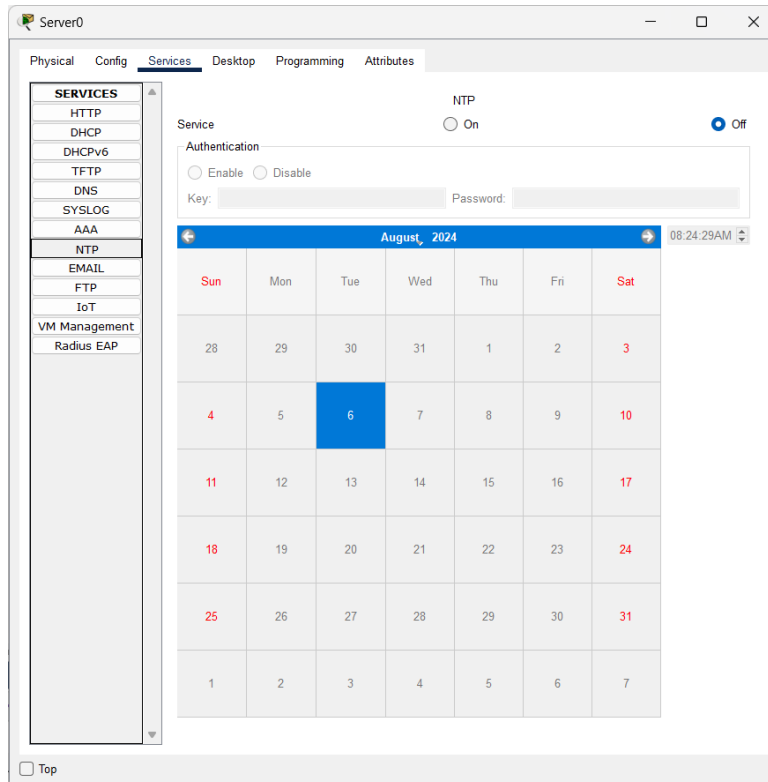 Server0
Physical Config Services Desktop Programming Attributes
SERVICES
HTTP
DHCP
DHCPv6
TFTP
DNS
SYSLOG
AAA
NTP
EMAIL
FTP
IoT
VM Management
Radius EAP
NTP
Service On Off
Authentication
Enable Disable
Key: Password:
August, 2024 08:24:29AM
Sun Mon Tue Wed Thu Fri Sat
28 29 30 31 1 2 3
4 5 6 7 8 9 10
11 12 13 14 15 16 17
18 19 20 21 22 23 24
25 26 27 28 29 30 31
1 2 3 4 5 6 7
Top